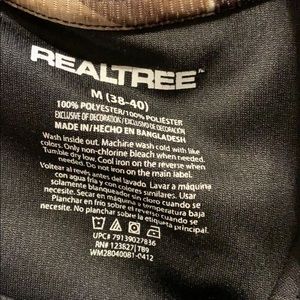 REALTREE
M (38-40)
100% POLYESTER/100% POLIÉSTER
EXCLUSIVE OF DECORATION/EXCLUSIVO DE DECORACIÓN
MADE IN/HECHO EN BANGLADESH
Wash inside out. Machine wash cold with like
colors. Only non-chlorine bleach when needed.
Tumble dry low. Cool iron on the reverse when
needed. Do not iron main label.
Voltear al revés antes del lavado. Lavar a máquina
con agua fría y con colores similares. Usar
solamente blanqueador sin cloro cuando se
necesite. Secar en máquina a temperatura baja
Planchar en frío sobre el reverso cuando se
necesite. No planchar la etiqueta principal.
UPC# 79139027836
RN# 123827|TB9
WM28040081-0412